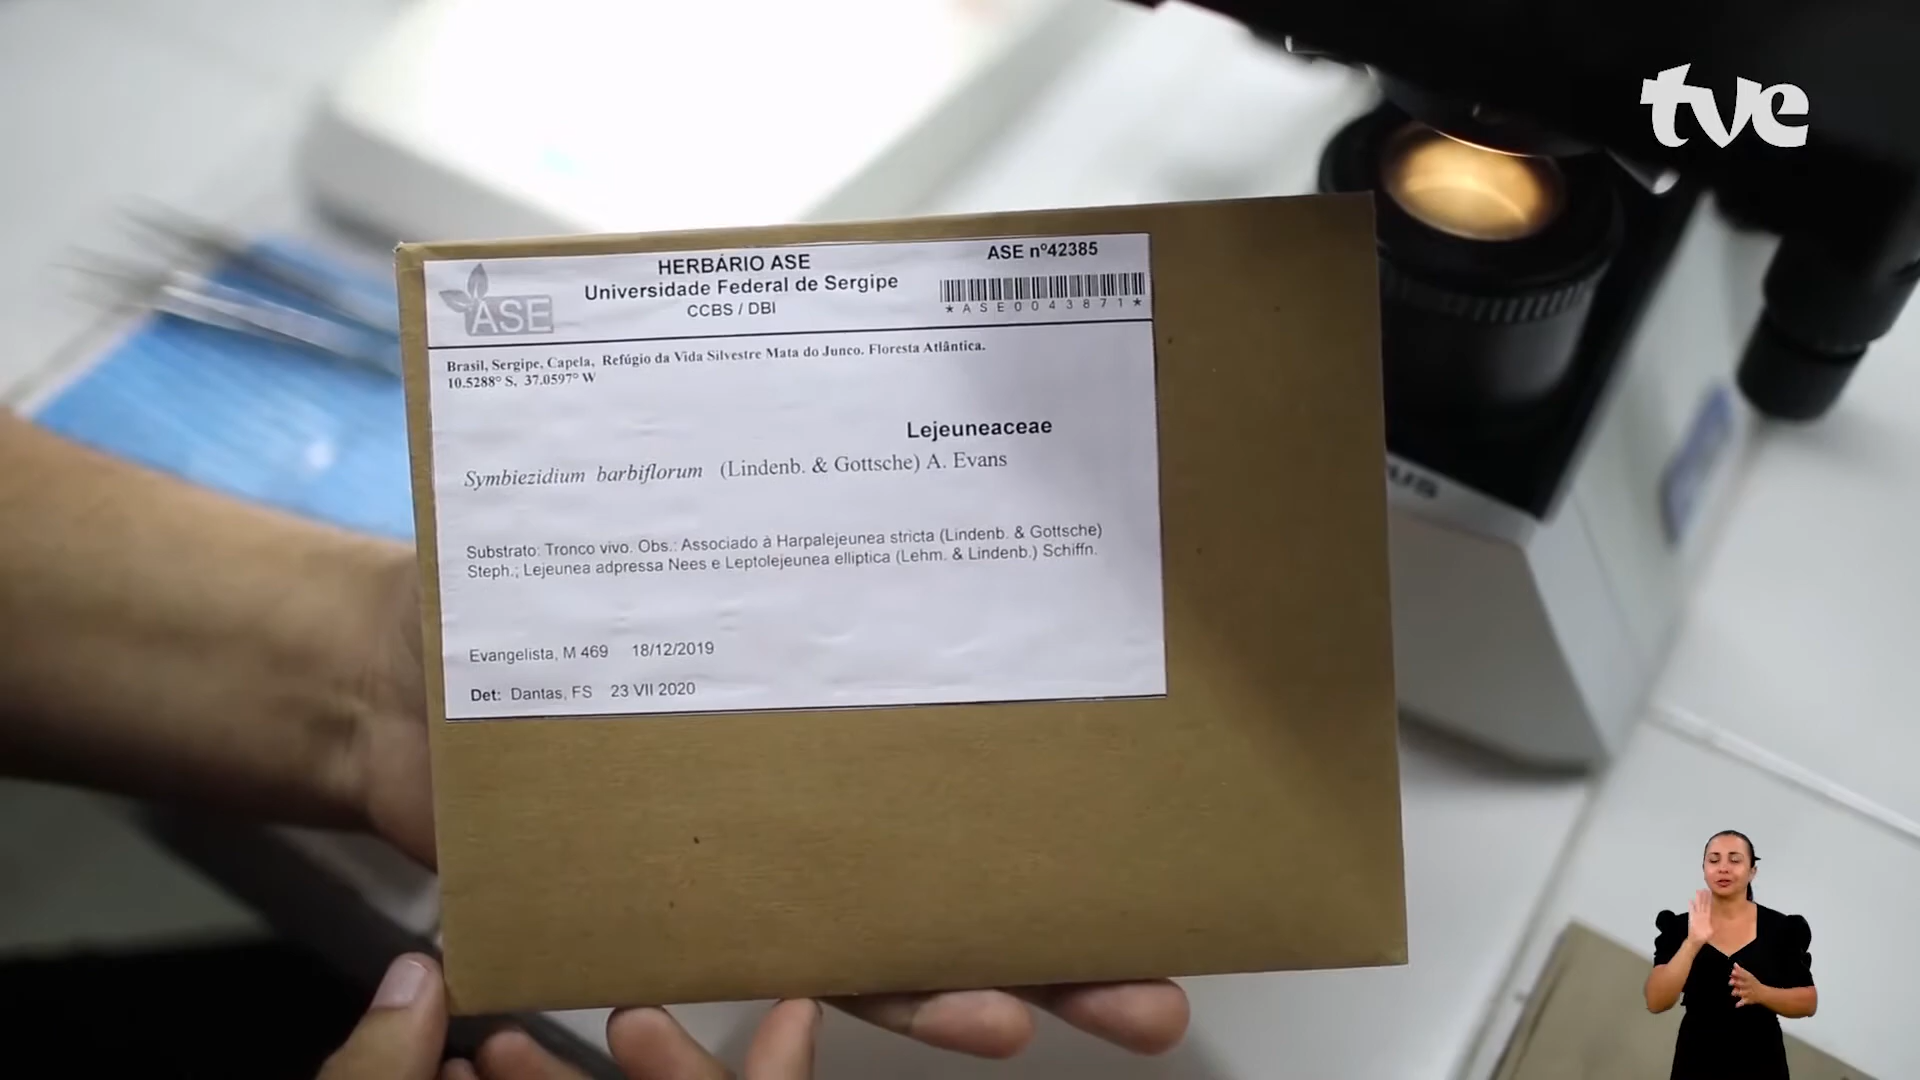 tve
HERBÁRIO ASE
Universidade Federal de Sergipe
CCBS / DBI
ASE
ASE nº42385
*ASE0043871*
Brasil, Sergipe, Capela, Refúgio da Vida Silvestre Mata do Junco. Floresta Atlântica.
10.5288° S, 37.0597° W
Lejeuneaceae
Symbiezidium barbiflorum (Lindenb. & Gottsche) A. Evans
Substrato: Tronco vivo. Obs.: Associado à Harpalejeunea stricta (Lindenb. & Gottsche)
Steph.; Lejeunea adpressa Nees e Leptolejeunea elliptica (Lehm. & Lindenb.) Schiffn.
Evangelista, M 469 18/12/2019
Det: Dantas, FS 23 VII 2020